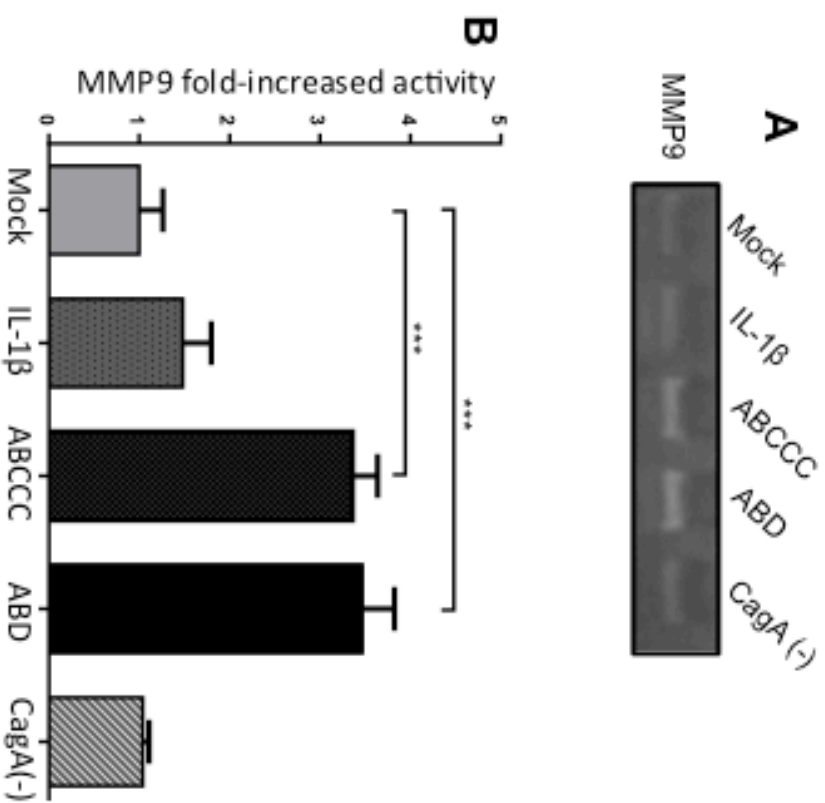 A
Mock
IL-1β
ABCCC
ABD
CagA (-)
MMP9
B
MMP9 fold-increased activity
5
4
3
2
1
0
***
***
Mock
IL-1β
ABCCC
ABD
CagA(-)